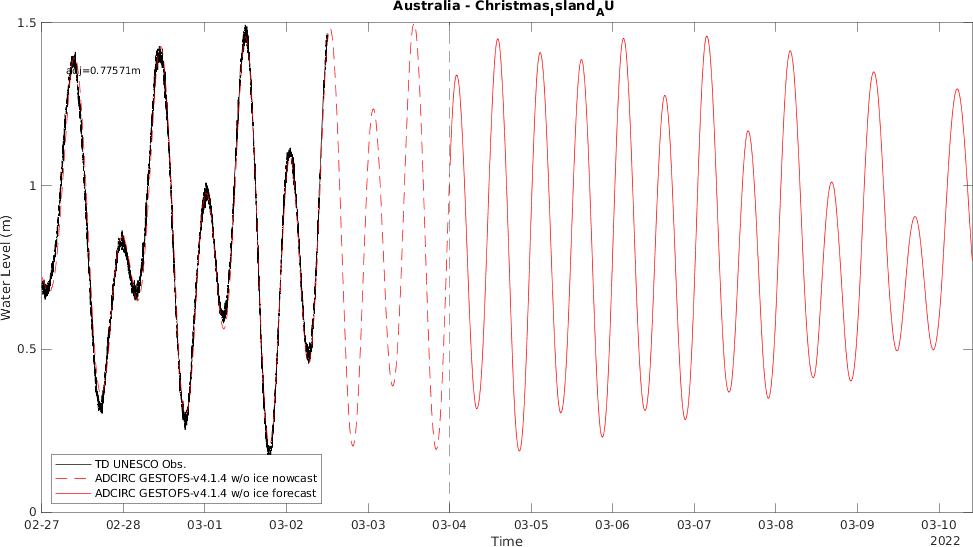 Australia - ChristmasIslandAU
1.5
adj=0.77571m
1
Water Level (m)
0.5
TD UNESCO Obs.
ADCIRC GESTOFS-v4.1.4 w/o ice nowcast
ADCIRC GESTOFS-v4.1.4 w/o ice forecast
0
02-27 02-28 03-01 03-02 03-03 03-04 03-05 03-06 03-07 03-08 03-09 03-10
Time 2022